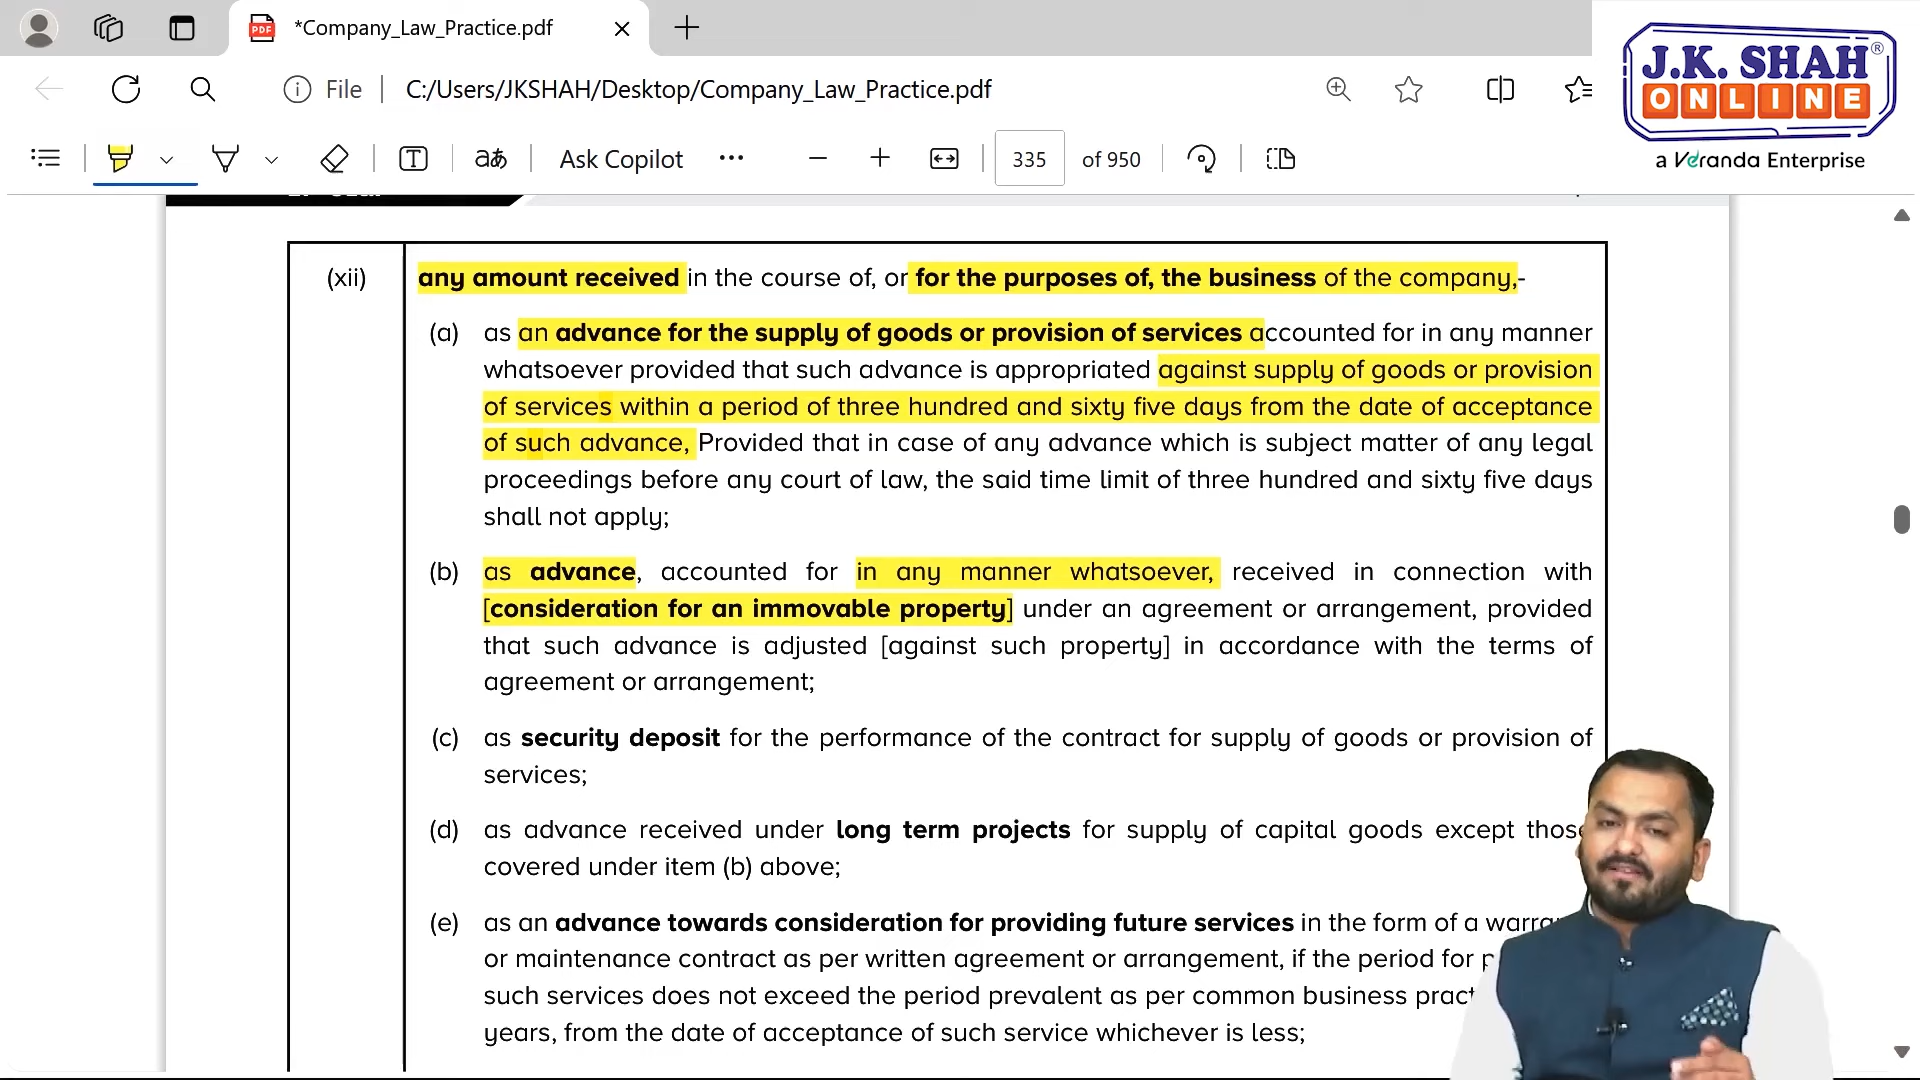 *Company_Law_Practice.pdf
File
C:/Users/JKSHAH/Desktop/Company_Law_Practice.pdf
J.K. SHAH®
ONLINE
a Veranda Enterprise
PDF
Ask Copilot
335 of 950
(xii) any amount received in the course of, or for the purposes of, the business of the company,-
(a) as an advance for the supply of goods or provision of services accounted for in any manner
whatsoever provided that such advance is appropriated against supply of goods or provision
of services within a period of three hundred and sixty five days from the date of acceptance
of such advance, Provided that in case of any advance which is subject matter of any legal
proceedings before any court of law, the said time limit of three hundred and sixty five days
shall not apply;
(b) as advance, accounted for in any manner whatsoever, received in connection with
[consideration for an immovable property] under an agreement or arrangement, provided
that such advance is adjusted [against such property] in accordance with the terms of
agreement or arrangement;
(c) as security deposit for the performance of the contract for supply of goods or provision of
services;
(d) as advance received under long term projects for supply of capital goods except those
covered under item (b) above;
(e) as an advance towards consideration for providing future services in the form of a
or maintenance contract as per written agreement or arrangement, if the period for
such services does not exceed the period prevalent as per common business
years, from the date of acceptance of such service whichever is less;